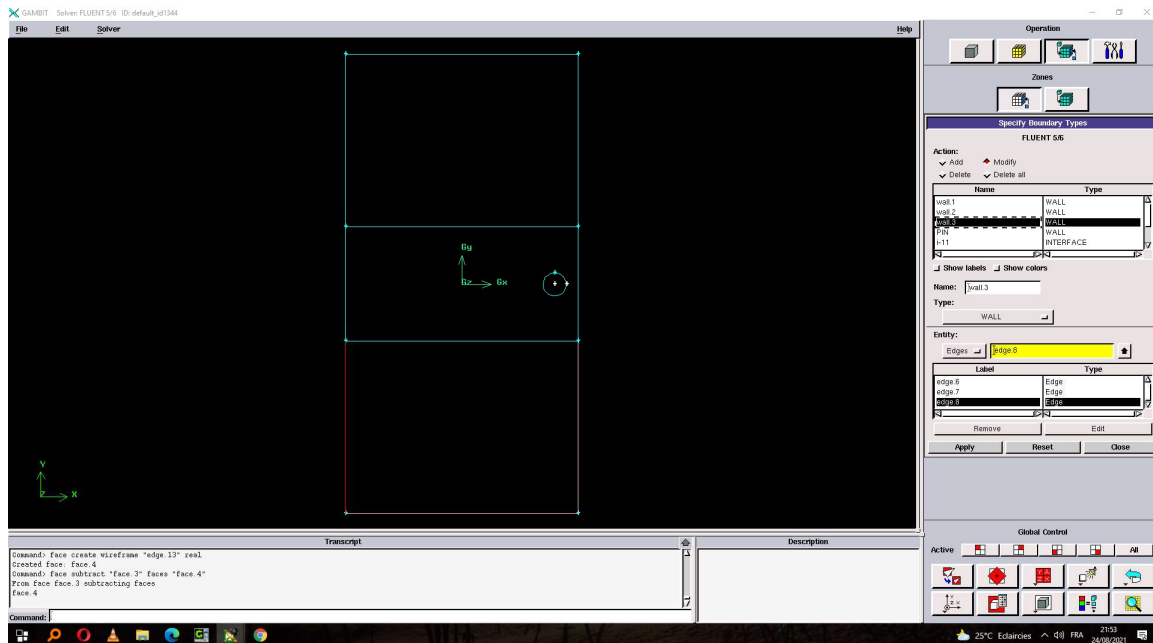 GAMBIT Solver: FLUENT 5/6 ID: default_id1344
File Edit Solver Help
Operation
Zones
Specify Boundary Types
FLUENT 5/6
Action:
Add Modify
Delete Delete all
Name Type
wall.1 WALL
wall.2 WALL
wall.3 WALL
PIN WALL
i-11 INTERFACE
Show labels Show colors
Name: wall.3
Type:
WALL
Entity:
Edges edge.8
Label Type
edge.6 Edge
edge.7 Edge
edge.8 Edge
Remove Edit
Apply Reset Close
Gy
Gz Gx
Y
Z X
Transcript Description
Command> face create wireframe "edge.13" real
Created face: face.4
Command> face subtract "face.3" faces "face.4"
From face face.3 subtracting faces
face.4
Command:
Global Control
Active All
25°C Eclaircies FRA
21:53
24/08/2021